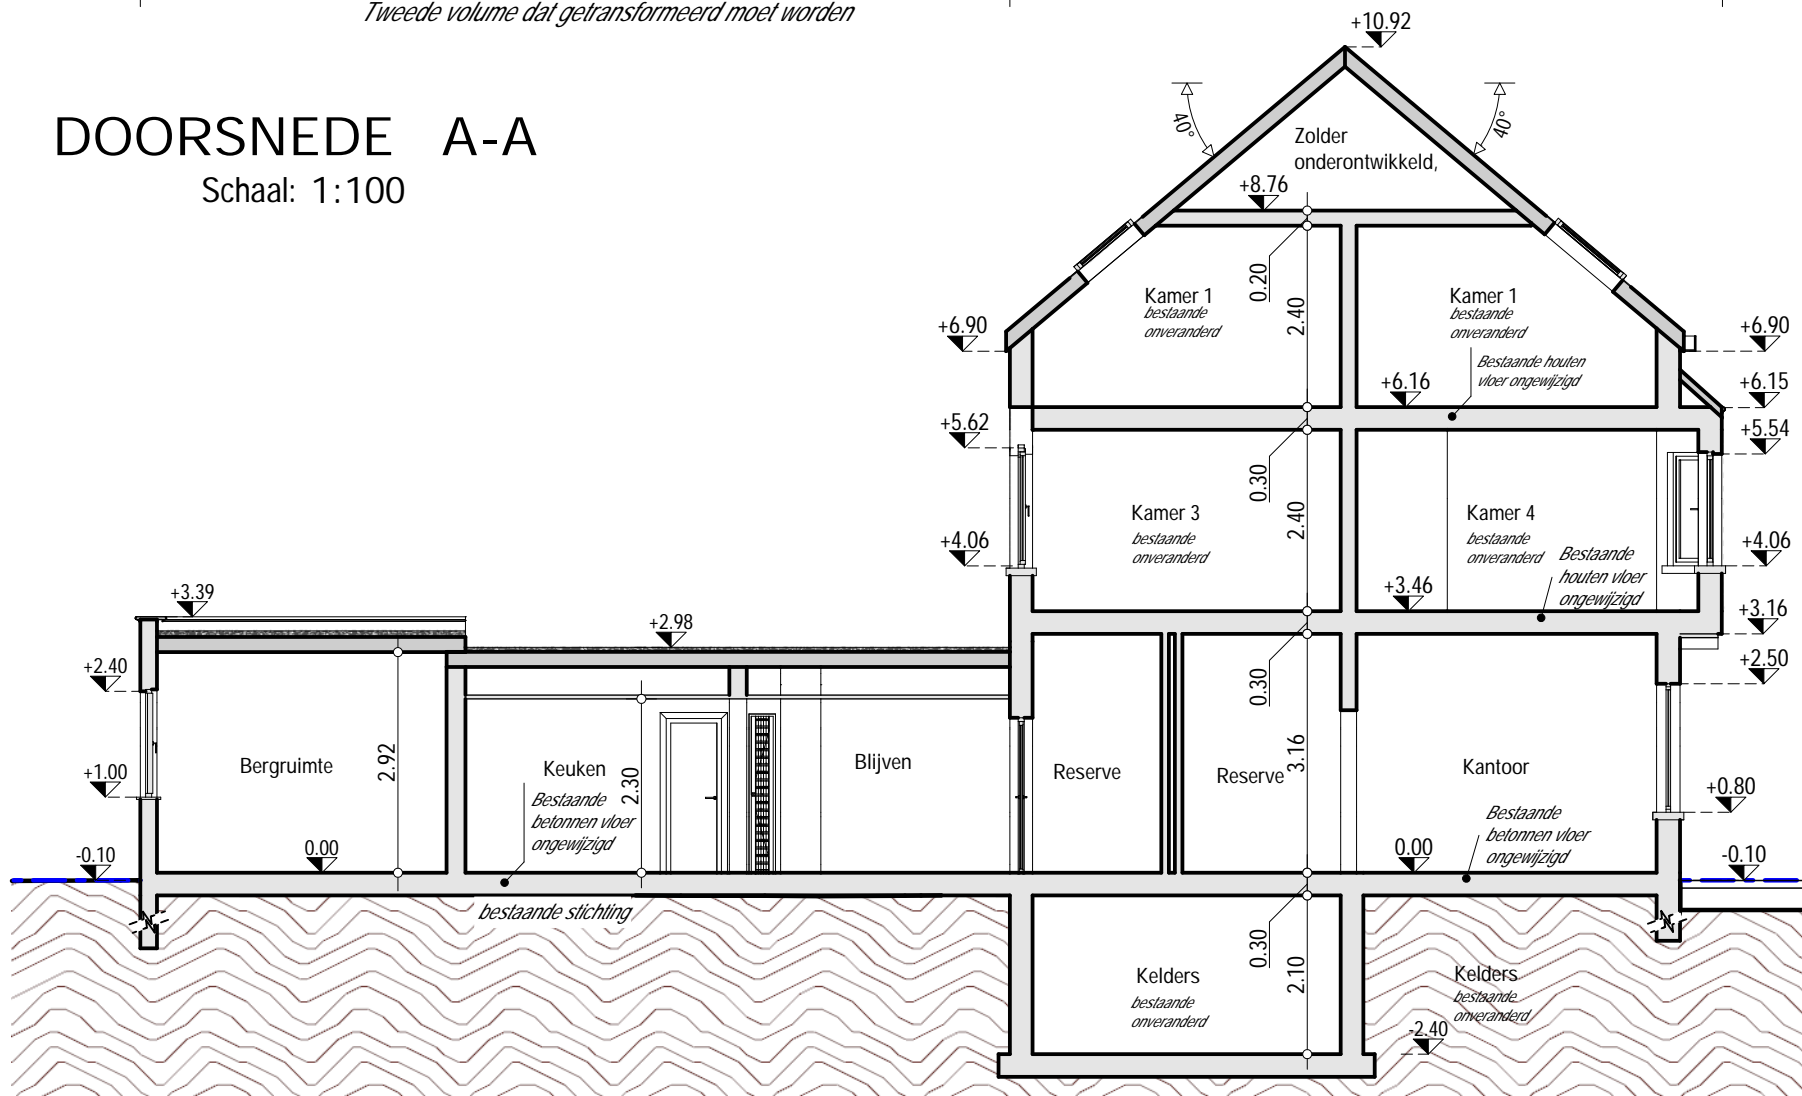 Tweede volume dat getransformeerd moet worden
+10.92
DOORSNEDE A-A
Schaal: 1:100
40°
40°
Zolder
onderontwikkeld,
+8.76
0.20
2.40
Kamer 1
bestaande
onveranderd
Kamer 1
bestaande
onveranderd
+6.90
+6.90
Bestaande houten
vloer ongewijzigd
+6.16
+6.15
+5.62
+5.54
0.30
2.40
Kamer 3
bestaande
onveranderd
Kamer 4
bestaande
onveranderd
+4.06
+4.06
Bestaande
houten vloer
ongewijzigd
+3.46
+3.39
+3.16
+2.98
+2.40
+2.50
0.30
3.16
Bergruimte
2.92
Keuken
2.30
Blijven
Reserve
Reserve
Kantoor
+1.00
+0.80
Bestaande
betonnen vloer
ongewijzigd
Bestaande
betonnen vloer
ongewijzigd
-0.10
0.00
0.00
-0.10
bestaande stichting
0.30
2.10
Kelders
bestaande
onveranderd
Kelders
bestaande
onveranderd
-2.40